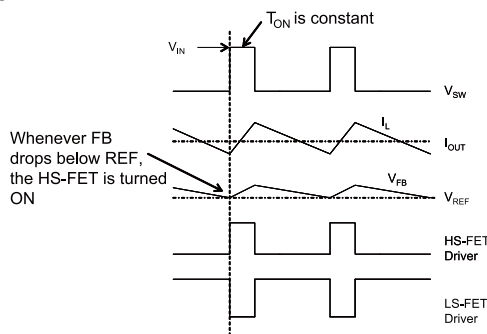 T_ON is constant
V_IN
V_SW
I_L
I_OUT
Whenever FB
drops below REF,
the HS-FET is turned
ON
V_FB
V_REF
HS-FET
Driver
LS-FET
Driver